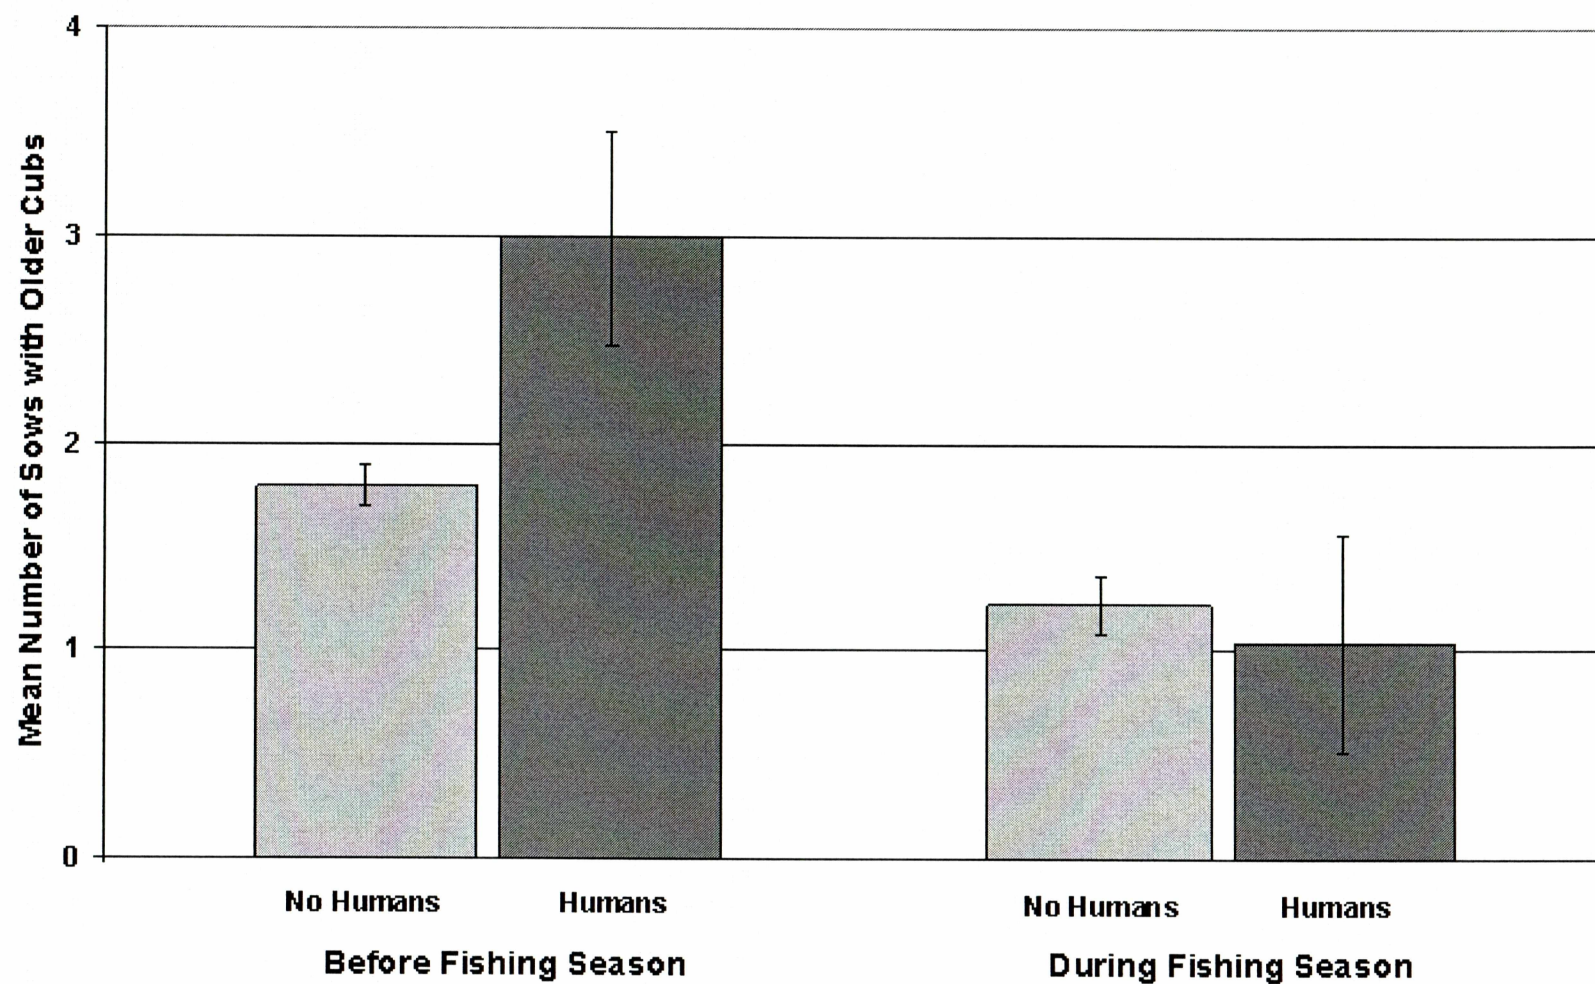 Mean Number of Sows with Older Cubs
4
3
2
1
0
No Humans
Humans
No Humans
Humans
Before Fishing Season
During Fishing Season